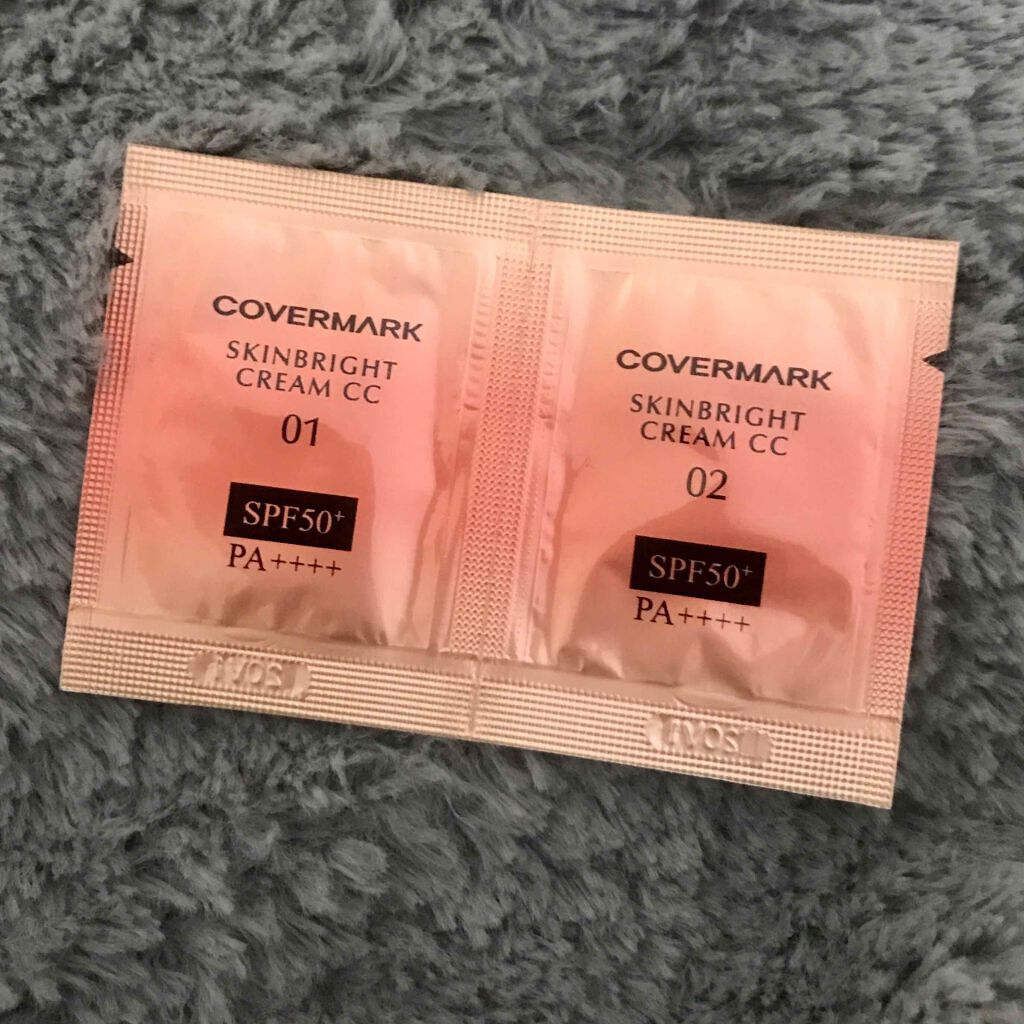 COVERMARK
SKINBRIGHT
CREAM CC
01
SPF50+
PA++++
COVERMARK
SKINBRIGHT
CREAM CC
02
SPF50+
PA++++